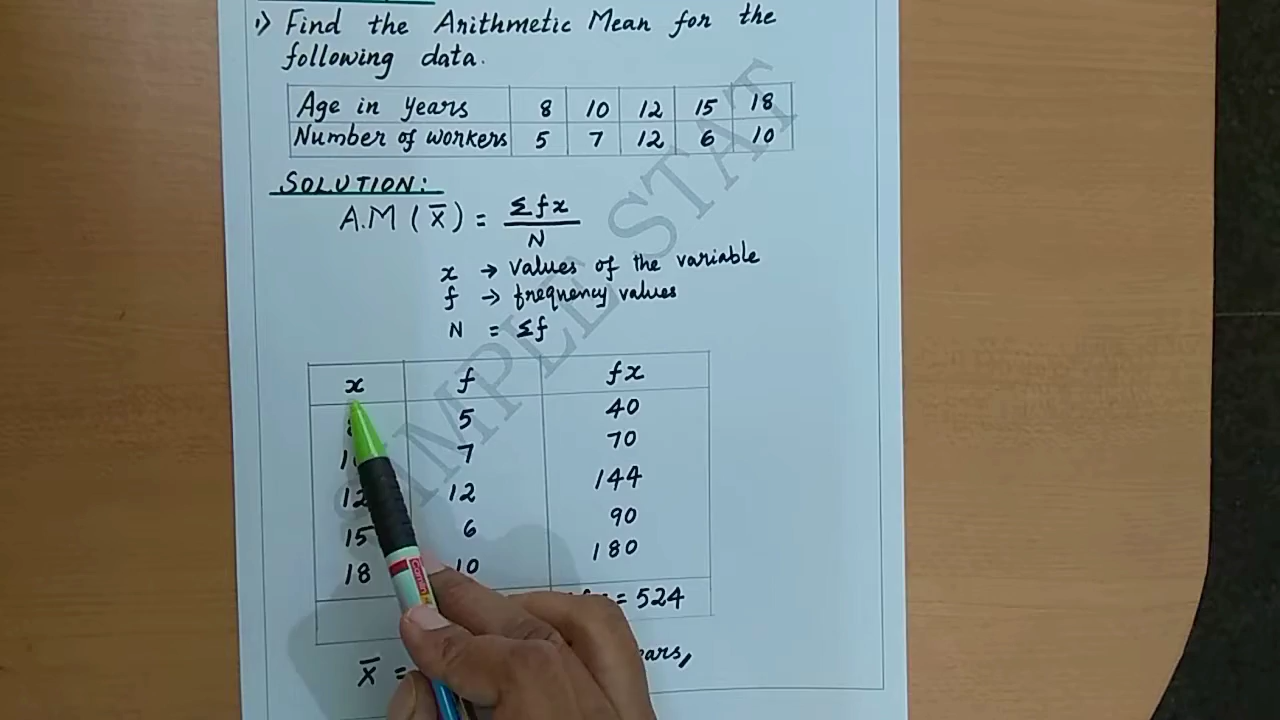 1) Find the Arithmetic Mean for the
following data.
Age in years 8 10 12 15 18
Number of workers 5 7 12 6 10
SOLUTION:
A.M ( x̅ ) = Σfx
N
x → values of the variable
f → frequency values
N = Σf
x f fx
5 40
7 70
12 12 144
15 6 90
18 10 180
= 524
x̅ =
SIMPLE STAT